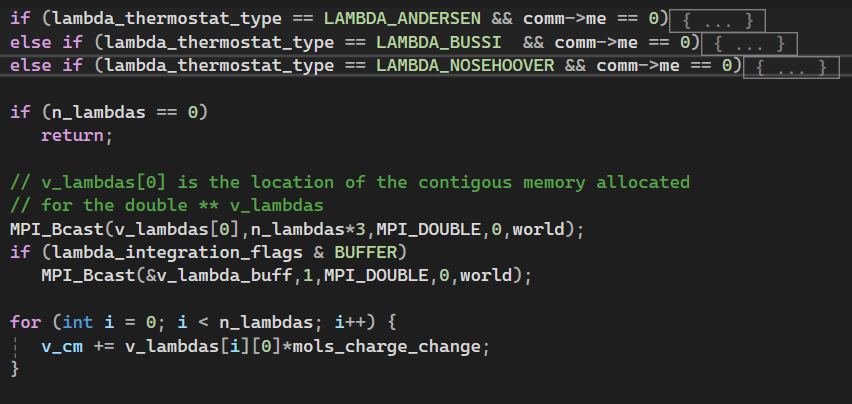 if (lambda_thermostat_type == LAMBDA_ANDERSEN && comm->me == 0) { ... }
else if (lambda_thermostat_type == LAMBDA_BUSSI  && comm->me == 0) { ... }
else if (lambda_thermostat_type == LAMBDA_NOSEHOOVER && comm->me == 0) { ... }
if (n_lambdas == 0)
return;
// v_lambdas[0] is the location of the contigous memory allocated
// for the double ** v_lambdas
MPI_Bcast(v_lambdas[0],n_lambdas*3,MPI_DOUBLE,0,world);
if (lambda_integration_flags & BUFFER)
MPI_Bcast(&v_lambda_buff,1,MPI_DOUBLE,0,world);
for (int i = 0; i < n_lambdas; i++) {
v_cm += v_lambdas[i][0]*mols_charge_change;
}